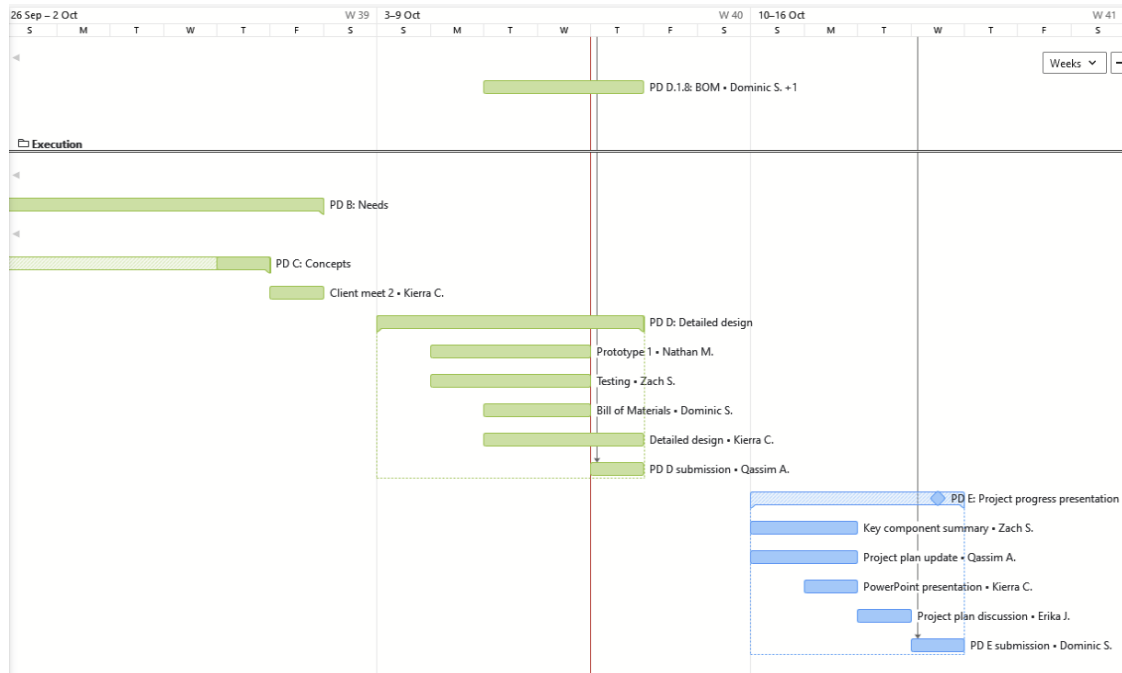 26 Sep – 2 Oct W 39 3–9 Oct W 40 10–16 Oct W 41
S M T W T F S S M T W T F S S M T W T F S
Weeks
PD D.1.8: BOM • Dominic S. +1
Execution
PD B: Needs
PD C: Concepts
Client meet 2 • Kierra C.
PD D: Detailed design
Prototype 1 • Nathan M.
Testing • Zach S.
Bill of Materials • Dominic S.
Detailed design • Kierra C.
PD D submission • Qassim A.
PD E: Project progress presentation
Key component summary • Zach S.
Project plan update • Qassim A.
PowerPoint presentation • Kierra C.
Project plan discussion • Erika J.
PD E submission • Dominic S.